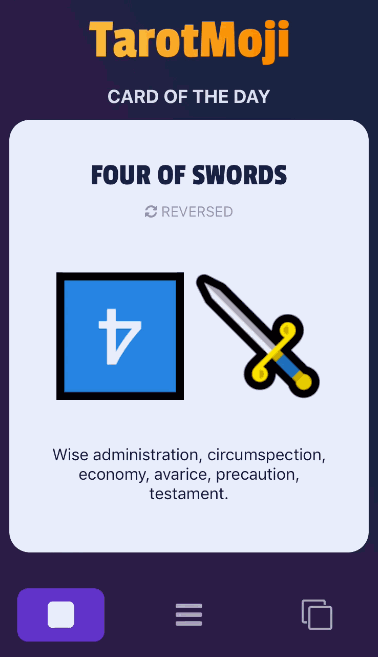 TarotMoji
CARD OF THE DAY
FOUR OF SWORDS
REVERSED
4
Wise administration, circumspection,
economy, avarice, precaution,
testament.